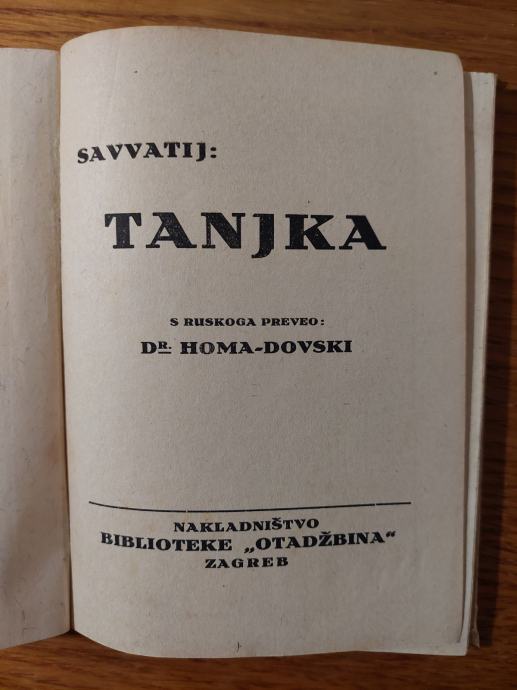 SAVVATIJ:
TANJKA
S RUSKOGA PREVEO:
DR. HOMA-DOVSKI
NAKLADNIŠTVO
BIBLIOTEKE „OTADŽBINA“
ZAGREB